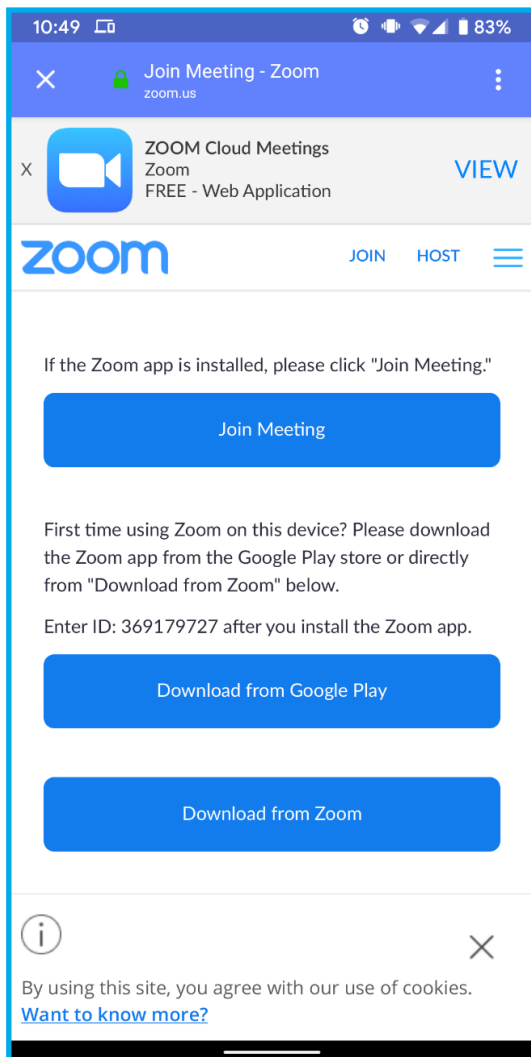 10:49 83%
Join Meeting - Zoom
zoom.us
X
ZOOM Cloud Meetings
Zoom
FREE - Web Application
VIEW
zoom JOIN HOST
If the Zoom app is installed, please click "Join Meeting."
Join Meeting
First time using Zoom on this device? Please download
the Zoom app from the Google Play store or directly
from "Download from Zoom" below.
Enter ID: 369179727 after you install the Zoom app.
Download from Google Play
Download from Zoom
By using this site, you agree with our use of cookies.
Want to know more?